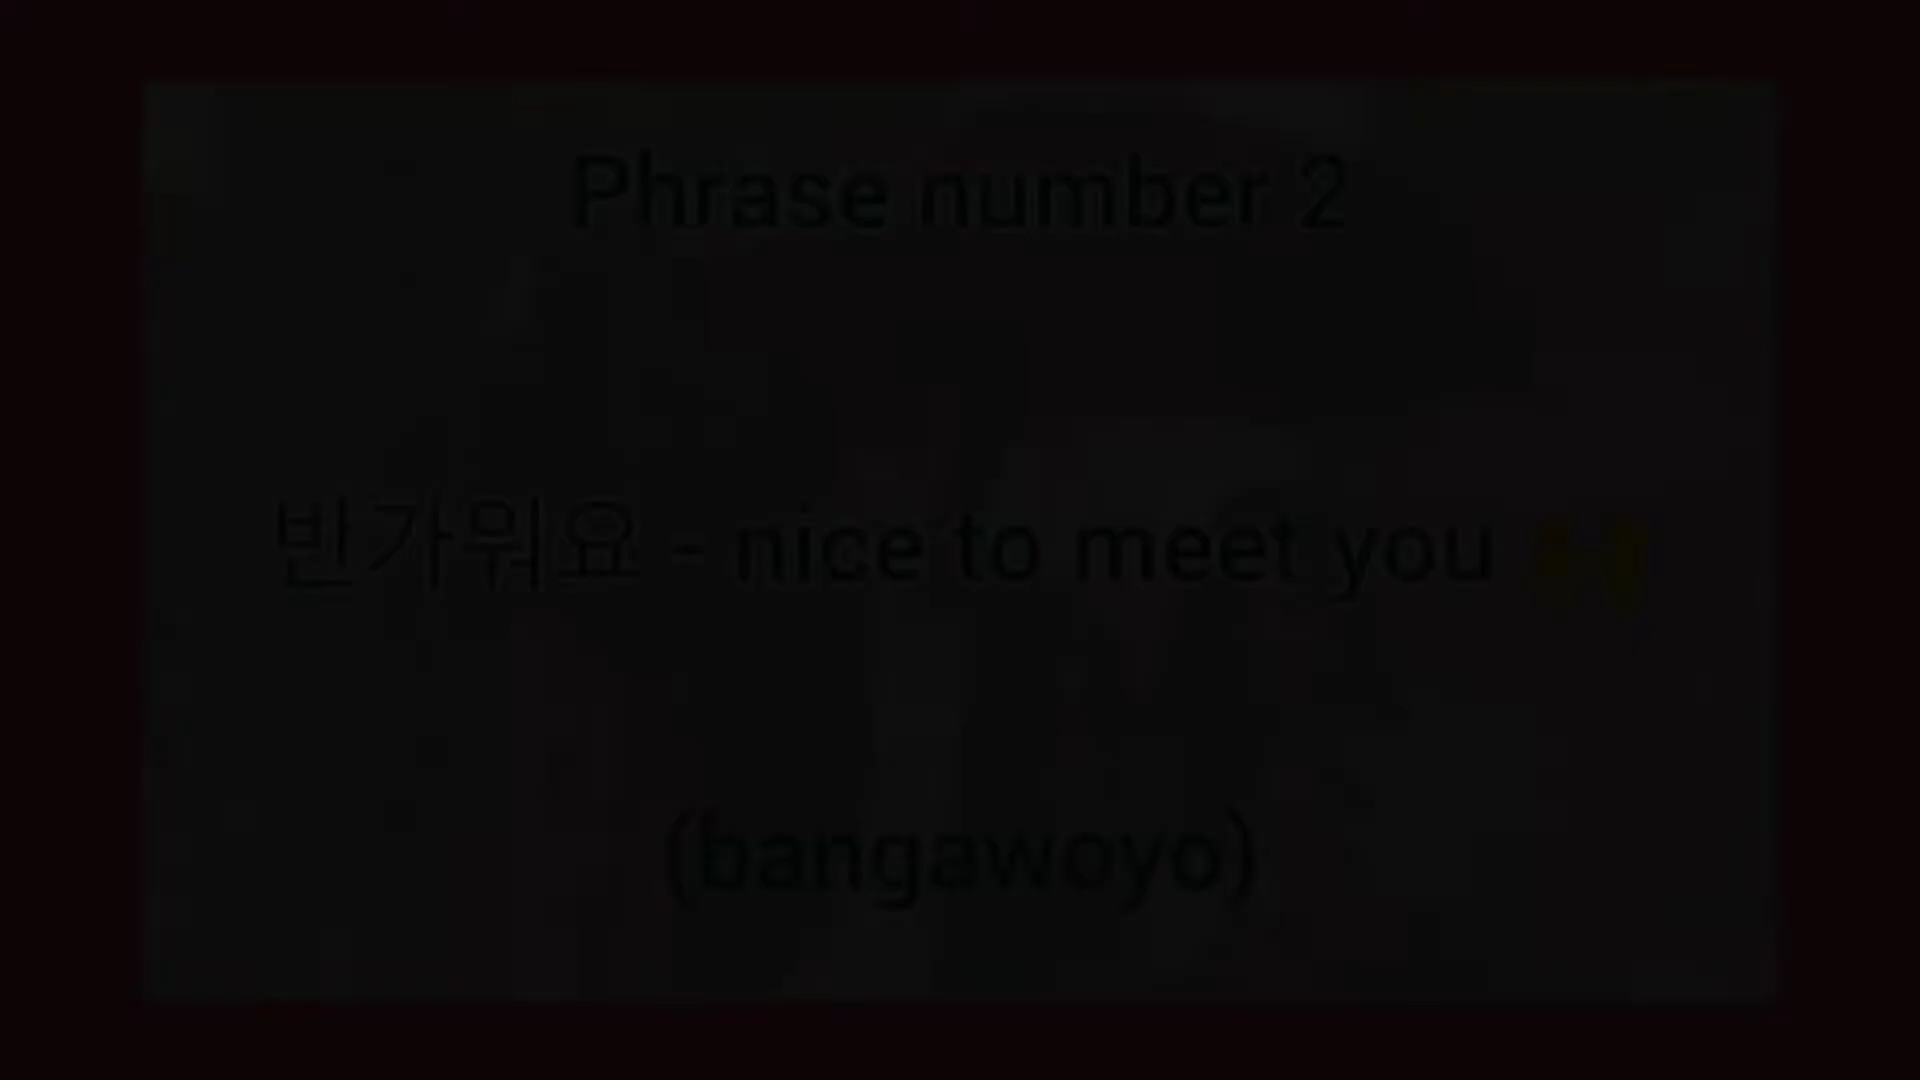 Phrase number 2
반가워요 - nice to meet you
(bangawoyo)